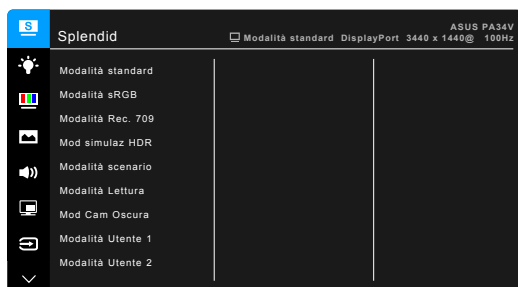 S
ASUS PA34V
Splendid
Modalità standard DisplayPort 3440 x 1440@ 100Hz
Modalità standard
Modalità sRGB
Modalità Rec. 709
Mod simulaz HDR
Modalità scenario
Modalità Lettura
Mod Cam Oscura
Modalità Utente 1
Modalità Utente 2